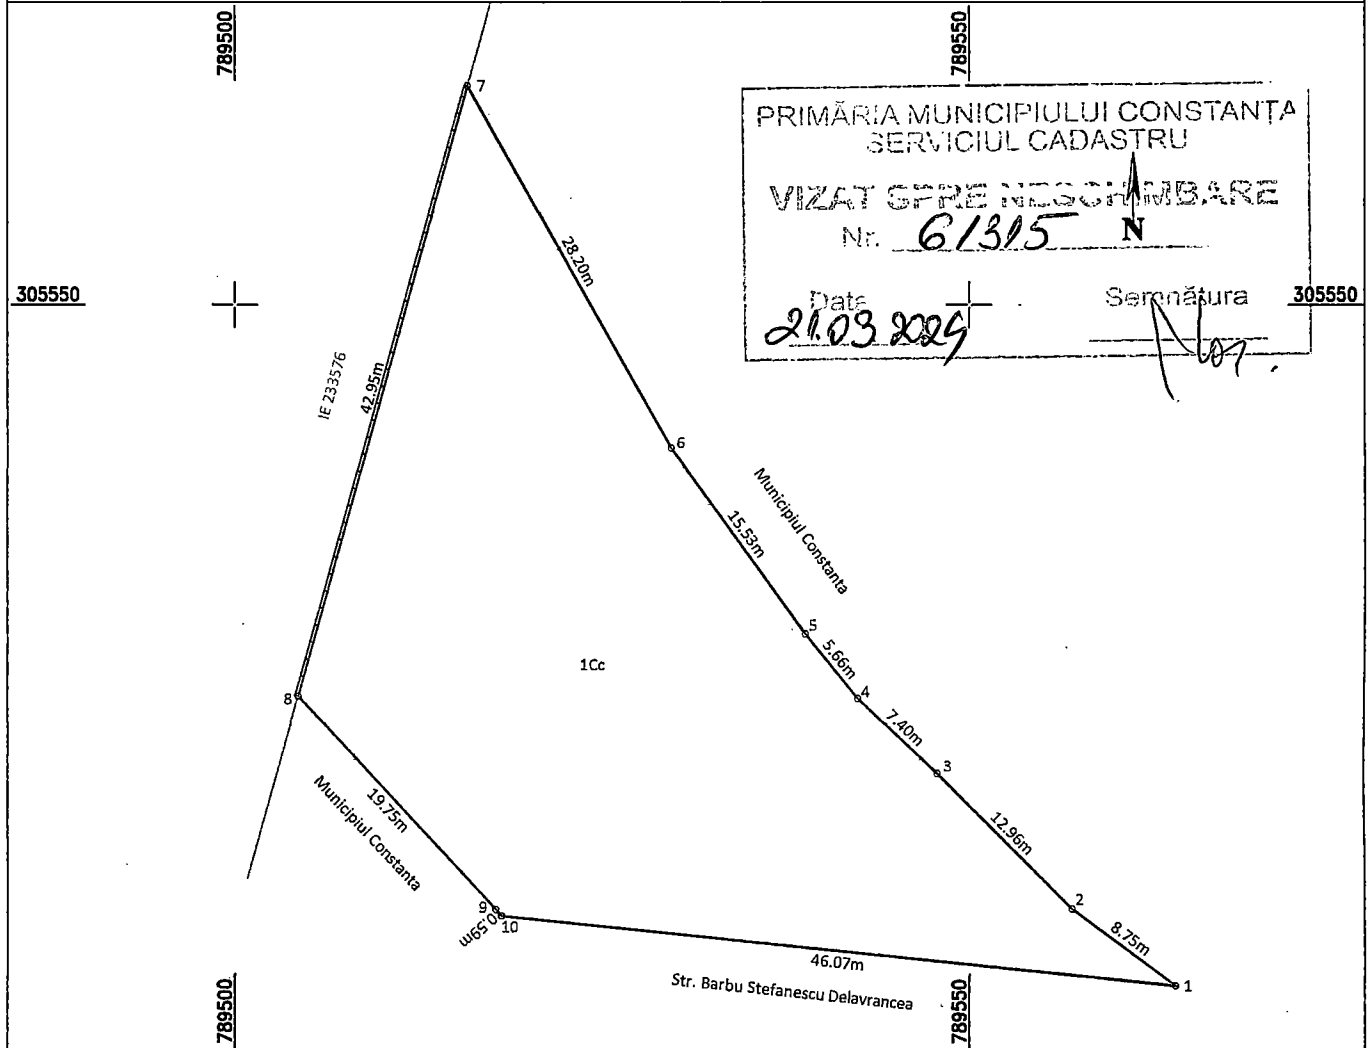 789500
789550
7
PRIMĂRIA MUNICIPIULUI CONSTANȚA
SERVICIUL CADASTRU
VIZAT SPRE NESCHIMBARE
Nr. 61315
N
Data
Semnătura
21.03.2024
28.20m
305550
305550
IE 233576
42.95m
6
Municipiul Constanta
15.53m
5
5.66m
1Cc
4
8
7.40m
3
Municipiul Constanta
19.75m
12.96m
2
9
0.59m
10
8.75m
46.07m
1
Str. Barbu Stefanescu Delavrancea
789500
789550